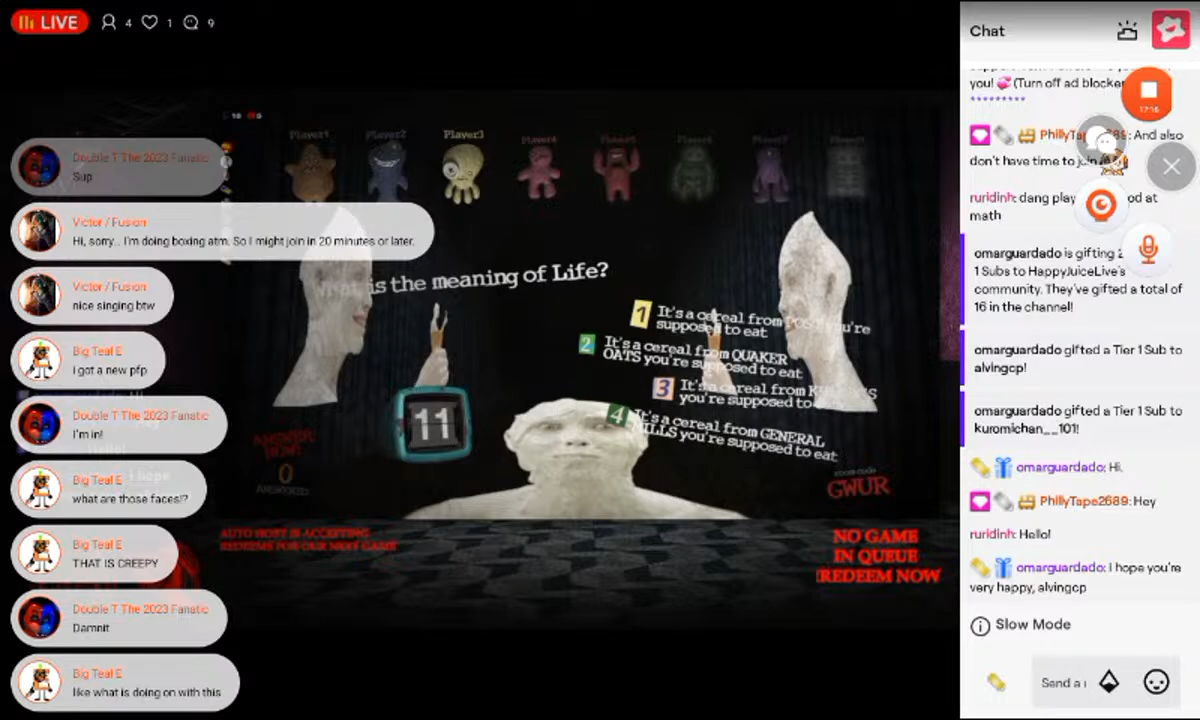 LIVE 4 1 9
Double T The 2023 Fanatic
Sup
Victor / Fusion
Hi, sorry... I'm doing boxing atm. So I might join in 20 minutes or later.
Victor / Fusion
nice singing btw
Big Teal E
i got a new pfp
Double T The 2023 Fanatic
I'm in!
Big Teal E
what are those faces!?
Big Teal E
THAT IS CREEPY
Double T The 2023 Fanatic
Damnit
Big Teal E
like what is doing on with this
Player1 Player2 Player3 Player4
is the meaning of Life?
1 It's a cereal from POST you're
supposed to eat
2 It's a cereal from QUAKER
OATS you're supposed to eat
3 It's a cereal from
you're supposed to
4 It's a cereal from GENERAL
MILLS you're supposed to eat
11
0
ANSWERED
ROOM CODE
GWUR
AUTO HOST IS ACCEPTING
REDEEMS FOR OUR NEXT GAME
NO GAME
IN QUEUE
REDEEM NOW
Chat
you! (Turn off ad blocker
*********
17:16
PhillyTap 89: And also
don't have time to join
ruridinh: dang play od at
math
omarguardado is gifting
1 Subs to HappyJuiceLive's
community. They've gifted a total of
16 in the channel!
omarguardado gifted a Tier 1 Sub to
alvingcp!
omarguardado gifted a Tier 1 Sub to
kuromichan__101!
omarguardado: Hi,
PhillyTape2689: Hey
ruridinh: Hello!
omarguardado: i hope you're
very happy, alvingcp
Slow Mode
Send a